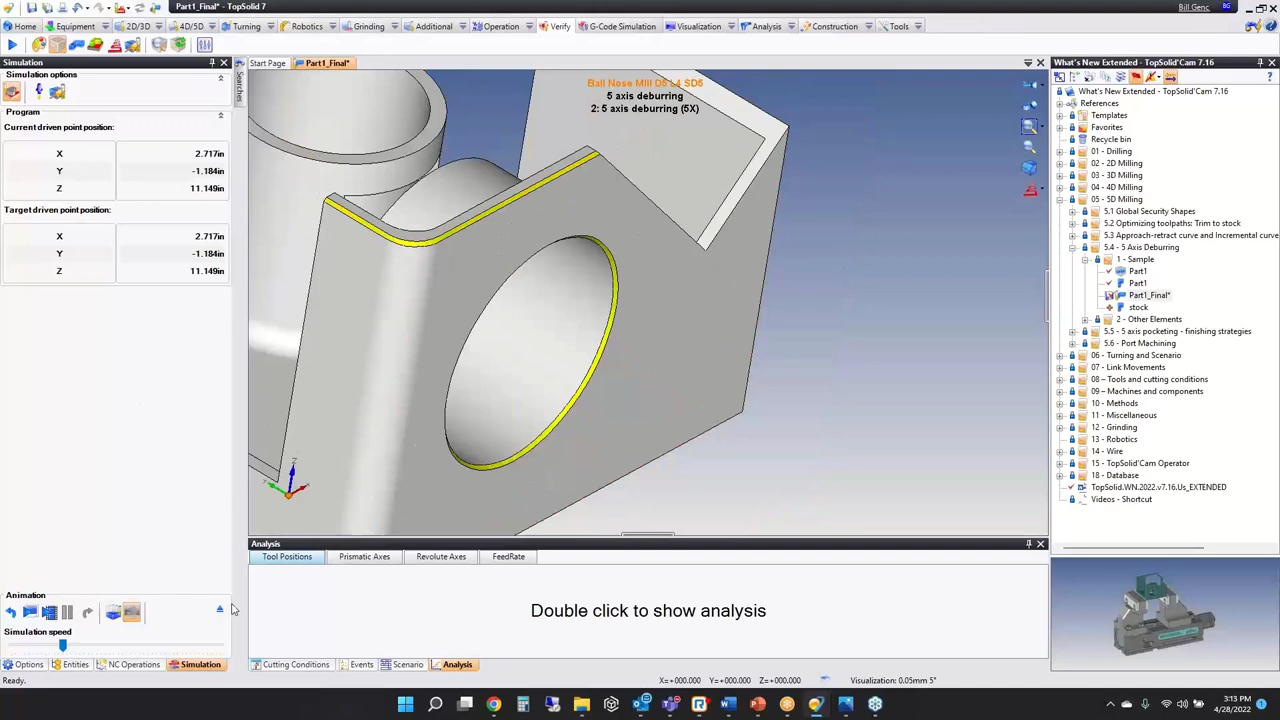 Part1_Final* - TopSolid 7
Bill Genc
Home
Equipment
2D/3D
4D/5D
Turning
Robotics
Grinding
Additional
Operation
Verify
G-Code Simulation
Visualization
Analysis
Construction
Tools
Simulation
Simulation options
Program
Current driven point position:
X 2.717in
Y -1.184in
Z 11.149in
Target driven point position:
X 2.717in
Y -1.184in
Z 11.149in
Animation
Simulation speed
Options
Entities
NC Operations
Simulation
Ready.
Searches
Start Page
Part1_Final*
Ball Nose Mill D5 L4 SD5
5 axis deburring
2: 5 axis deburring (5X)
Z
Analysis
Tool Positions
Prismatic Axes
Revolute Axes
FeedRate
Double click to show analysis
Cutting Conditions
Events
Scenario
Analysis
X=+000.000 Y=+000.000 Z=+000.000
Visualization: 0.05mm 5°
What's New Extended - TopSolid'Cam 7.16
What's New Extended - TopSolid'Cam 7.16
References
Templates
Favorites
Recycle bin
01 - Drilling
02 - 2D Milling
03 - 3D Milling
04 - 4D Milling
05 - 5D Milling
5.1 Global Security Shapes
5.2 Optimizing toolpaths: Trim to stock
5.3 Approach-retract curve and Incremental curve
5.4 - 5 Axis Deburring
1 - Sample
Part1
Part1
Part1_Final*
stock
2 - Other Elements
5.5 - 5 axis pocketing - finishing strategies
5.6 - Port Machining
06 - Turning and Scenario
07 - Link Movements
08 – Tools and cutting conditions
09 – Machines and components
10 - Methods
11 - Miscellaneous
12 - Grinding
13 - Robotics
14 - Wire
15 - TopSolid'Cam Operator
18 - Database
TopSolid.WN.2022.v7.16.Us_EXTENDED
Videos - Shortcut
3:13 PM
4/28/2022